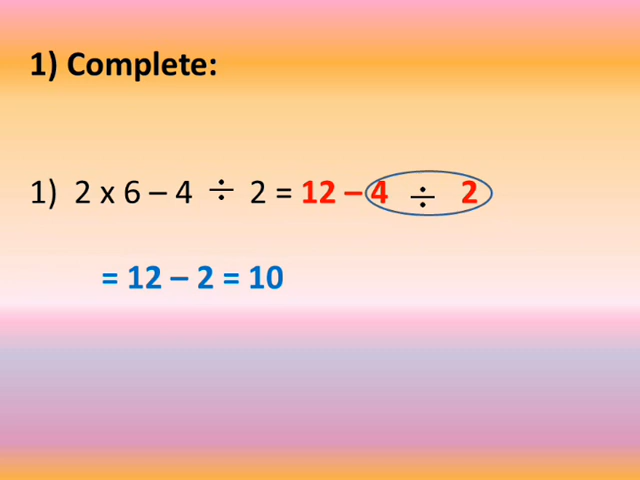 1) Complete:
1) 2 x 6 – 4 ÷ 2 = 12 – 4 ÷ 2
= 12 – 2 = 10